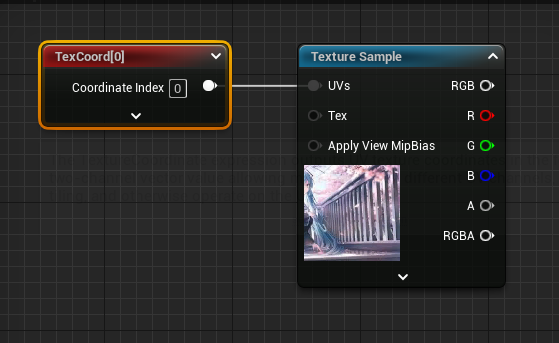 TexCoord[0]
Coordinate Index 0
Texture Sample
UVs
RGB
Tex
R
Apply View MipBias
G
B
A
RGBA